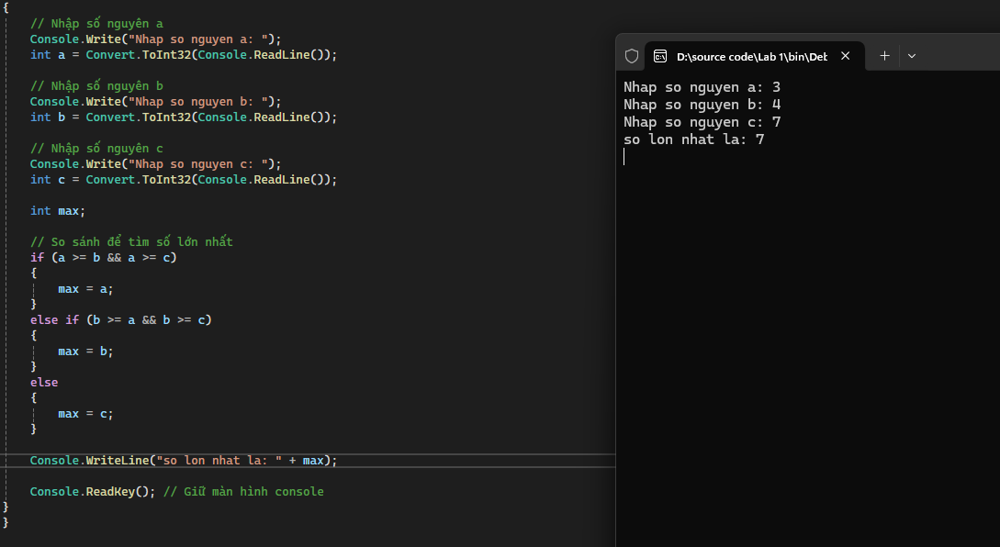 {
// Nhập số nguyên a
Console.Write("Nhap so nguyen a: ");
int a = Convert.ToInt32(Console.ReadLine());
// Nhập số nguyên b
Console.Write("Nhap so nguyen b: ");
int b = Convert.ToInt32(Console.ReadLine());
// Nhập số nguyên c
Console.Write("Nhap so nguyen c: ");
int c = Convert.ToInt32(Console.ReadLine());
int max;
// So sánh để tìm số lớn nhất
if (a >= b && a >= c)
{
max = a;
}
else if (b >= a && b >= c)
{
max = b;
}
else
{
max = c;
}
Console.WriteLine("so lon nhat la: " + max);
Console.ReadKey(); // Giữ màn hình console
}
}
D:\source code\Lab 1\bin\Deb
Nhap so nguyen a: 3
Nhap so nguyen b: 4
Nhap so nguyen c: 7
so lon nhat la: 7